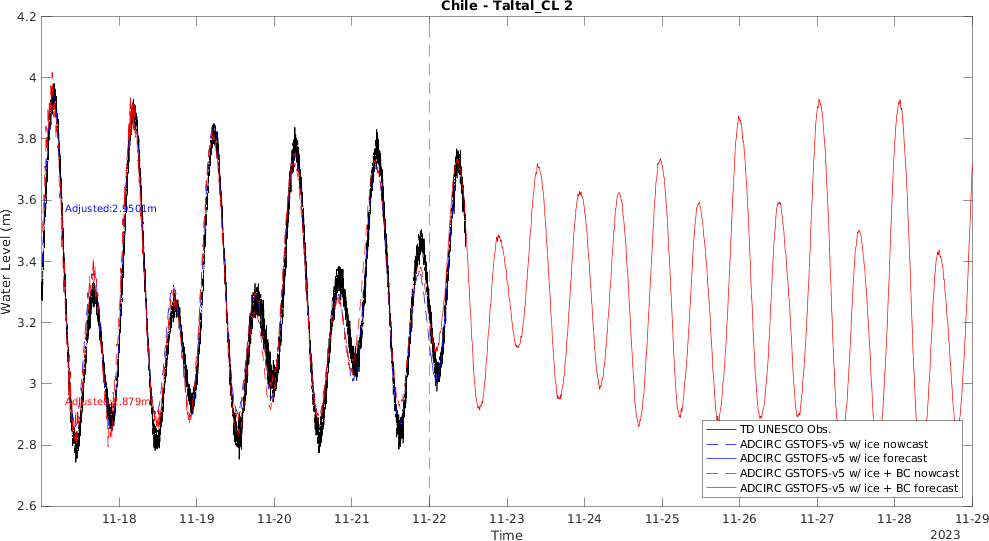 Chile - Taltal_CL 2
4.2
4
3.8
3.6
3.4
3.2
3
2.8
2.6
Water Level (m)
Adjusted:2.9501m
Adjusted:2.879m
TD UNESCO Obs.
ADCIRC GSTOFS-v5 w/ ice nowcast
ADCIRC GSTOFS-v5 w/ ice forecast
ADCIRC GSTOFS-v5 w/ ice + BC nowcast
ADCIRC GSTOFS-v5 w/ ice + BC forecast
11-18 11-19 11-20 11-21 11-22 11-23 11-24 11-25 11-26 11-27 11-28 11-29
Time
2023